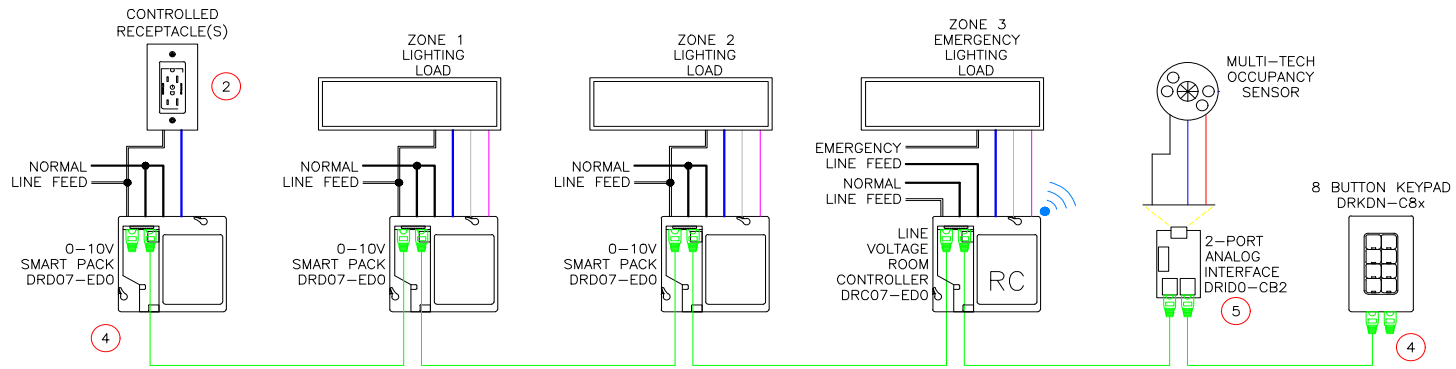 CONTROLLED
RECEPTACLE(S)
2
NORMAL
LINE FEED
0-10V
SMART PACK
DRD07-ED0
4
ZONE 1
LIGHTING
LOAD
NORMAL
LINE FEED
0-10V
SMART PACK
DRD07-ED0
ZONE 2
LIGHTING
LOAD
NORMAL
LINE FEED
0-10V
SMART PACK
DRD07-ED0
ZONE 3
EMERGENCY
LIGHTING
LOAD
EMERGENCY
LINE FEED
NORMAL
LINE FEED
LINE
VOLTAGE
ROOM
CONTROLLER
DRC07-ED0
RC
MULTI-TECH
OCCUPANCY
SENSOR
2-PORT
ANALOG
INTERFACE
DRID0-CB2
5
8 BUTTON KEYPAD
DRKDN-C8x
4